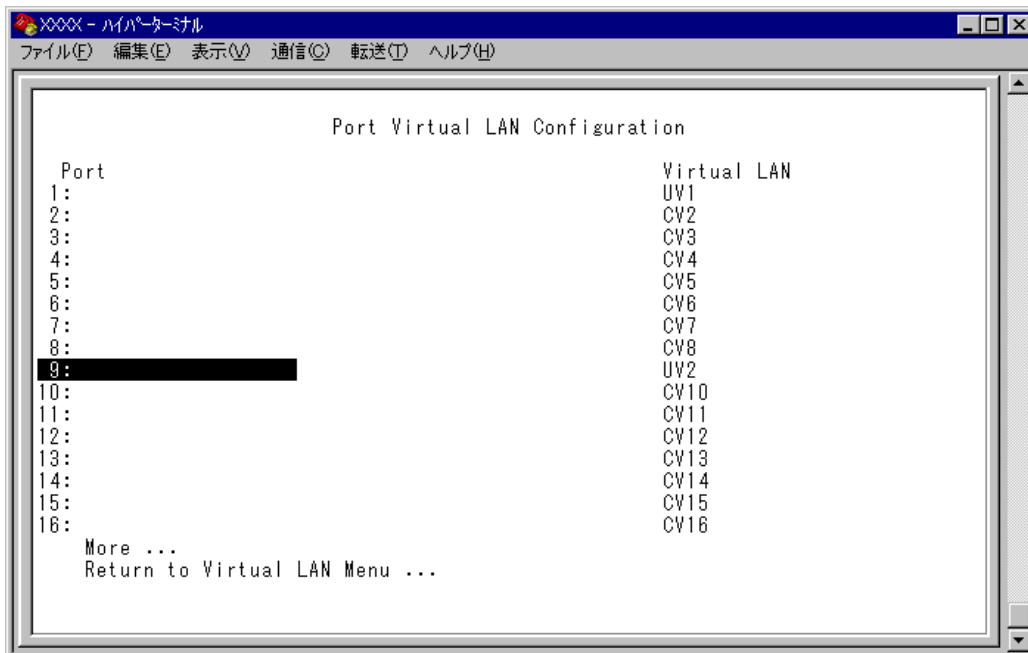 XXXX - ハイパーターミナル
ファイル(F) 編集(E) 表示(V) 通信(C) 転送(T) ヘルプ(H)
Port Virtual LAN Configuration
Port Virtual LAN
1: UV1
2: CV2
3: CV3
4: CV4
5: CV5
6: CV6
7: CV7
8: CV8
9: UV2
10: CV10
11: CV11
12: CV12
13: CV13
14: CV14
15: CV15
16: CV16
More ...
Return to Virtual LAN Menu ...